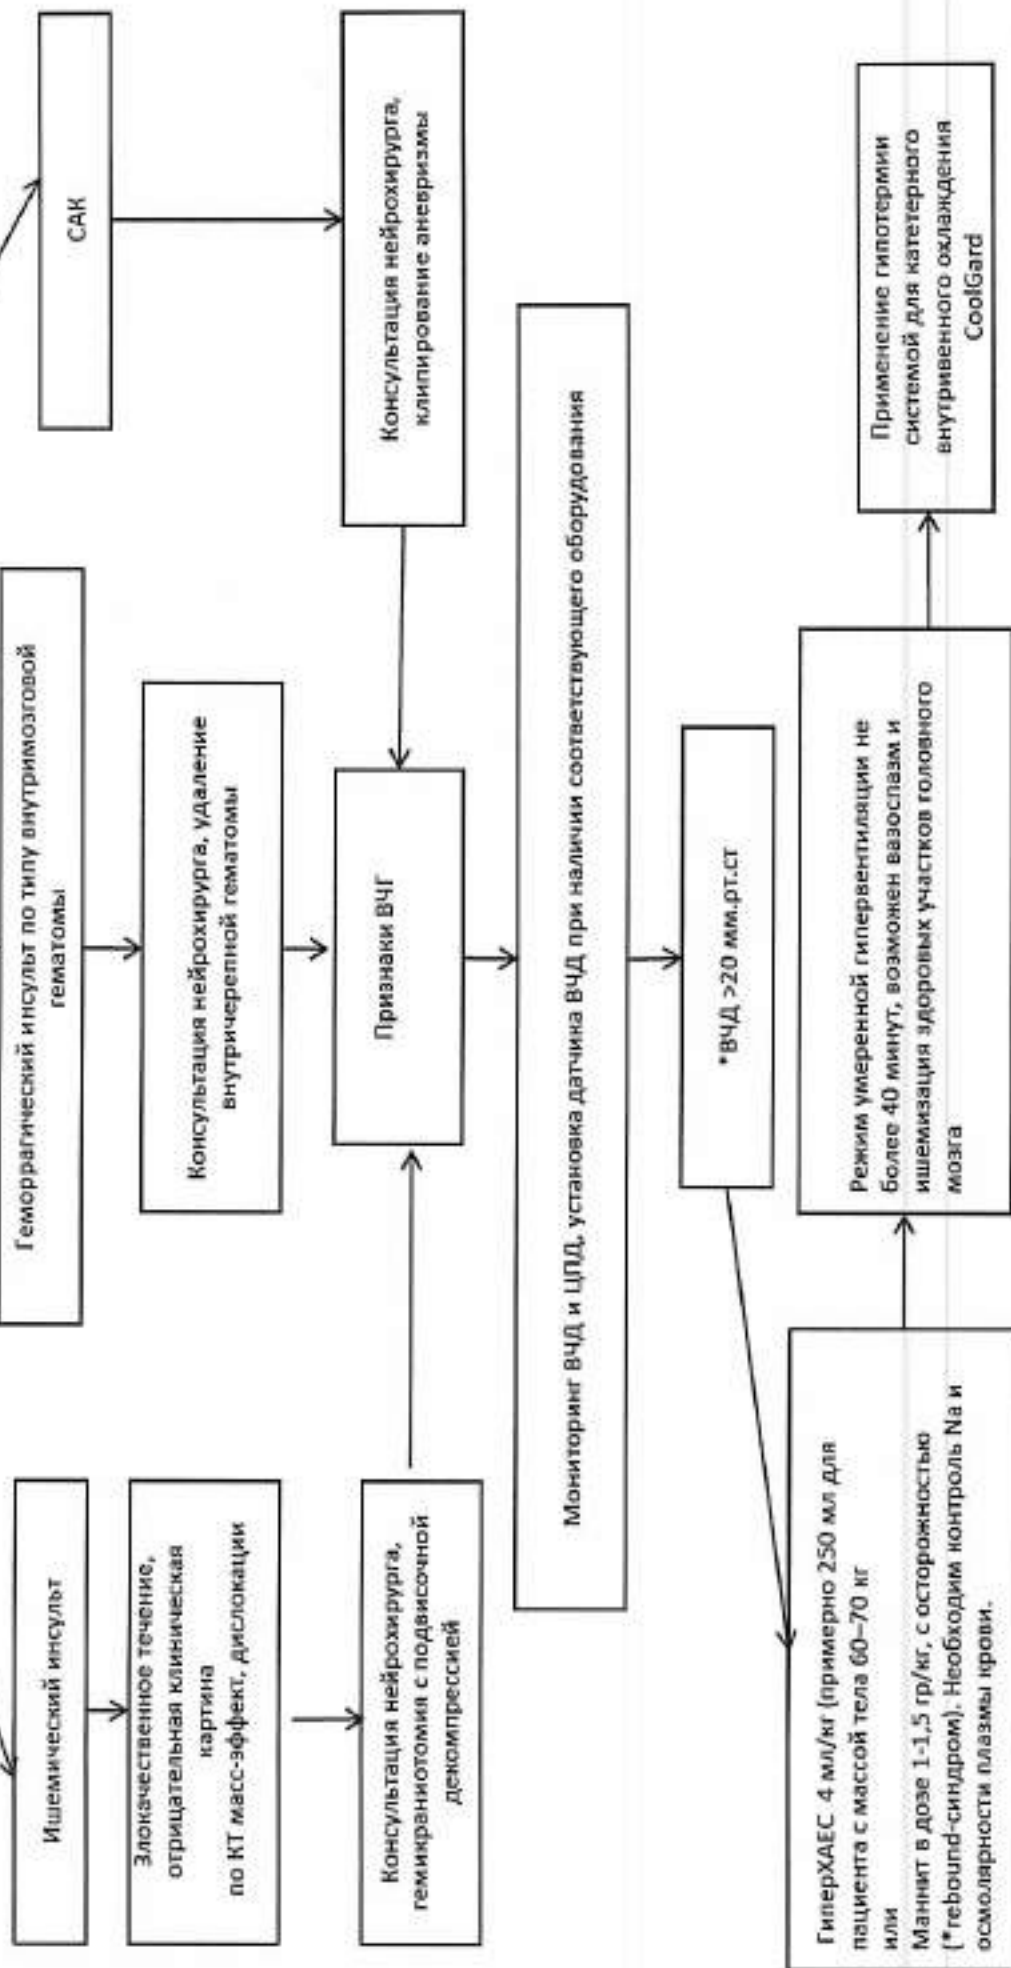 Ишемический инсульт
Злокачественное течение,
отрицательная клиническая
картина
по КТ масс-эффект, дислокации
Консультация нейрохирурга,
гемикраниотомия с подвисочной
декомпрессией
Геморрагический инсульт по типу внутримозговой
гематомы
Консультация нейрохирурга, удаление
внутричерепной гематомы
САК
Консультация нейрохирурга,
клипирование аневризмы
Признаки ВЧГ
Мониторинг ВЧД и ЦПД, установка датчика ВЧД при наличии соответствующего оборудования
*ВЧД >20 мм.рт.ст
ГиперХАЕС 4 мл/кг (примерно 250 мл для
пациента с массой тела 60–70 кг
или
Маннит в дозе 1-1,5 гр/кг, с осторожностью
(*rebound-синдром). Необходим контроль Na и
осмолярности плазмы крови.
Режим умеренной гипервентиляции не
более 40 минут, возможен вазоспазм и
ишемизация здоровых участков головного
мозга
Применение гипотермии
системой для катетерного
внутривенного охлаждения
CoolGard